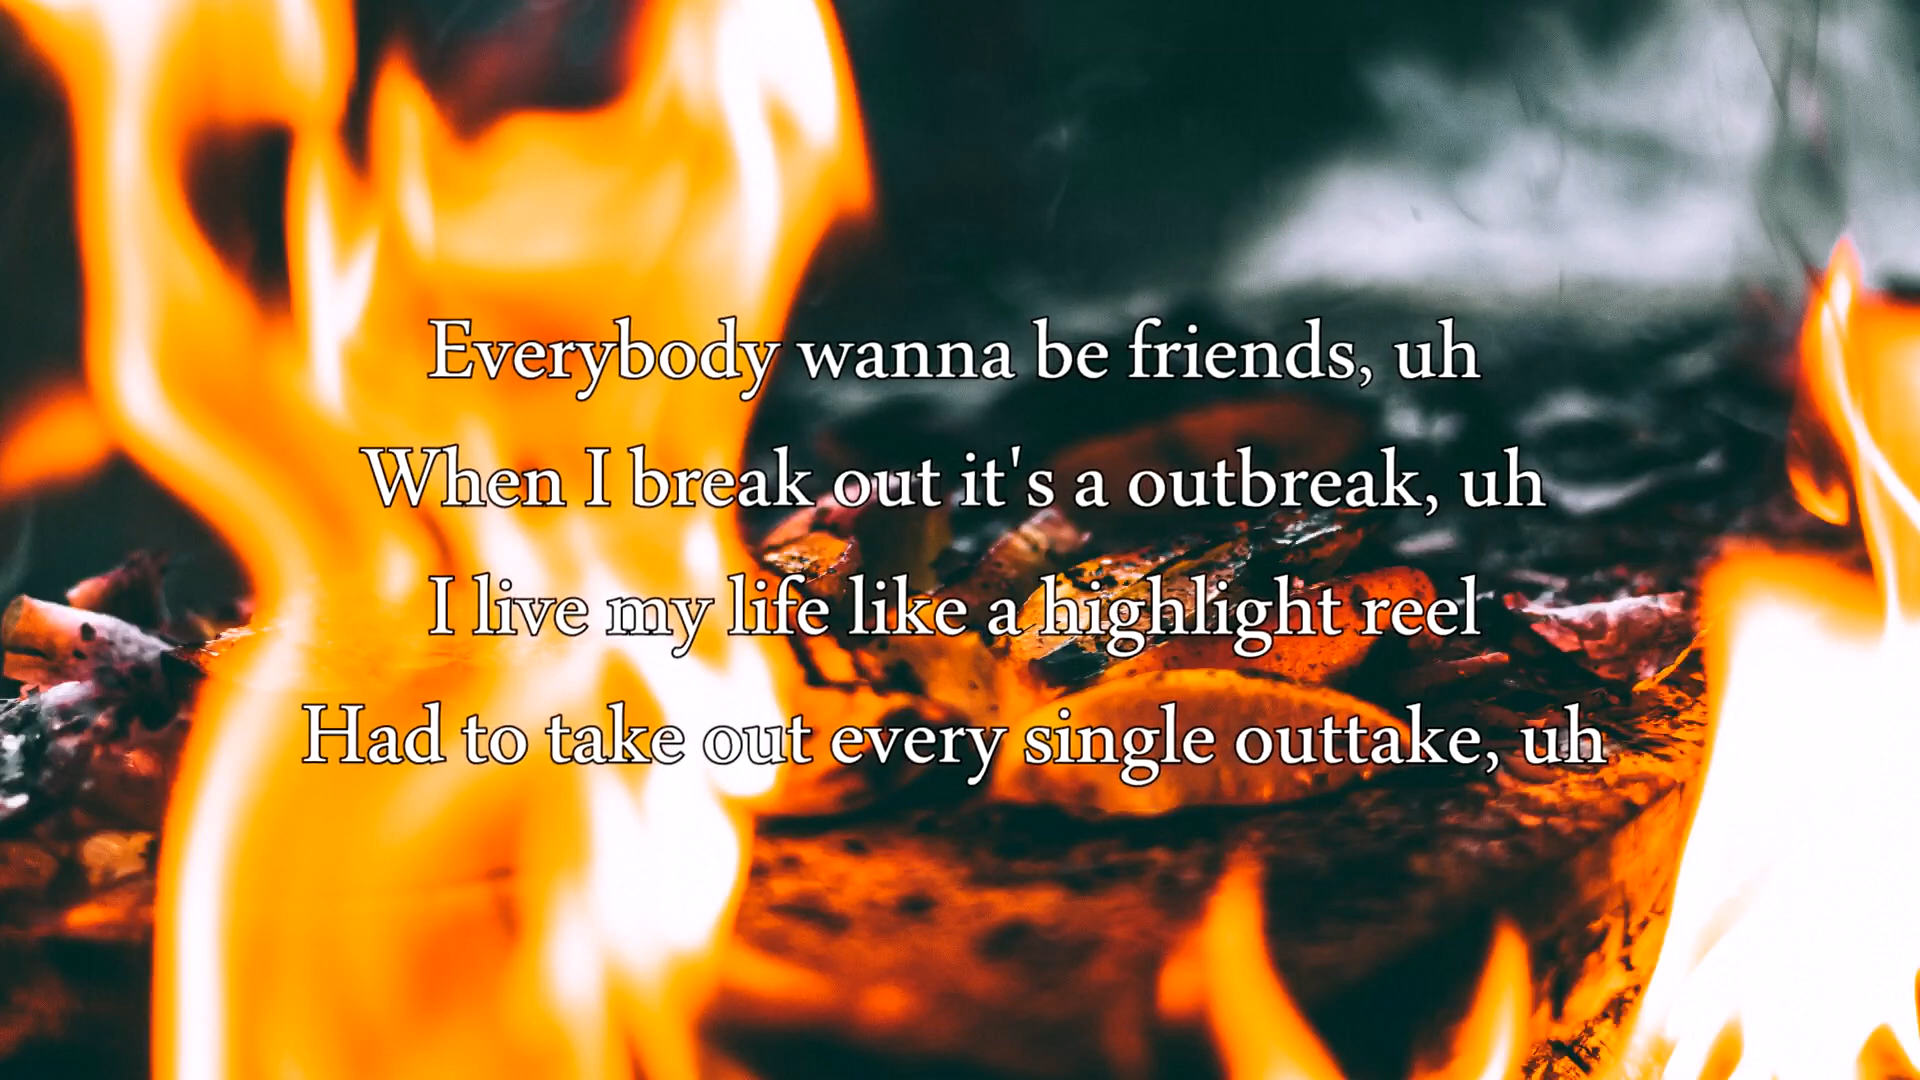 Everybody wanna be friends, uh
When I break out it's a outbreak, uh
I live my life like a highlight reel
Had to take out every single outtake, uh